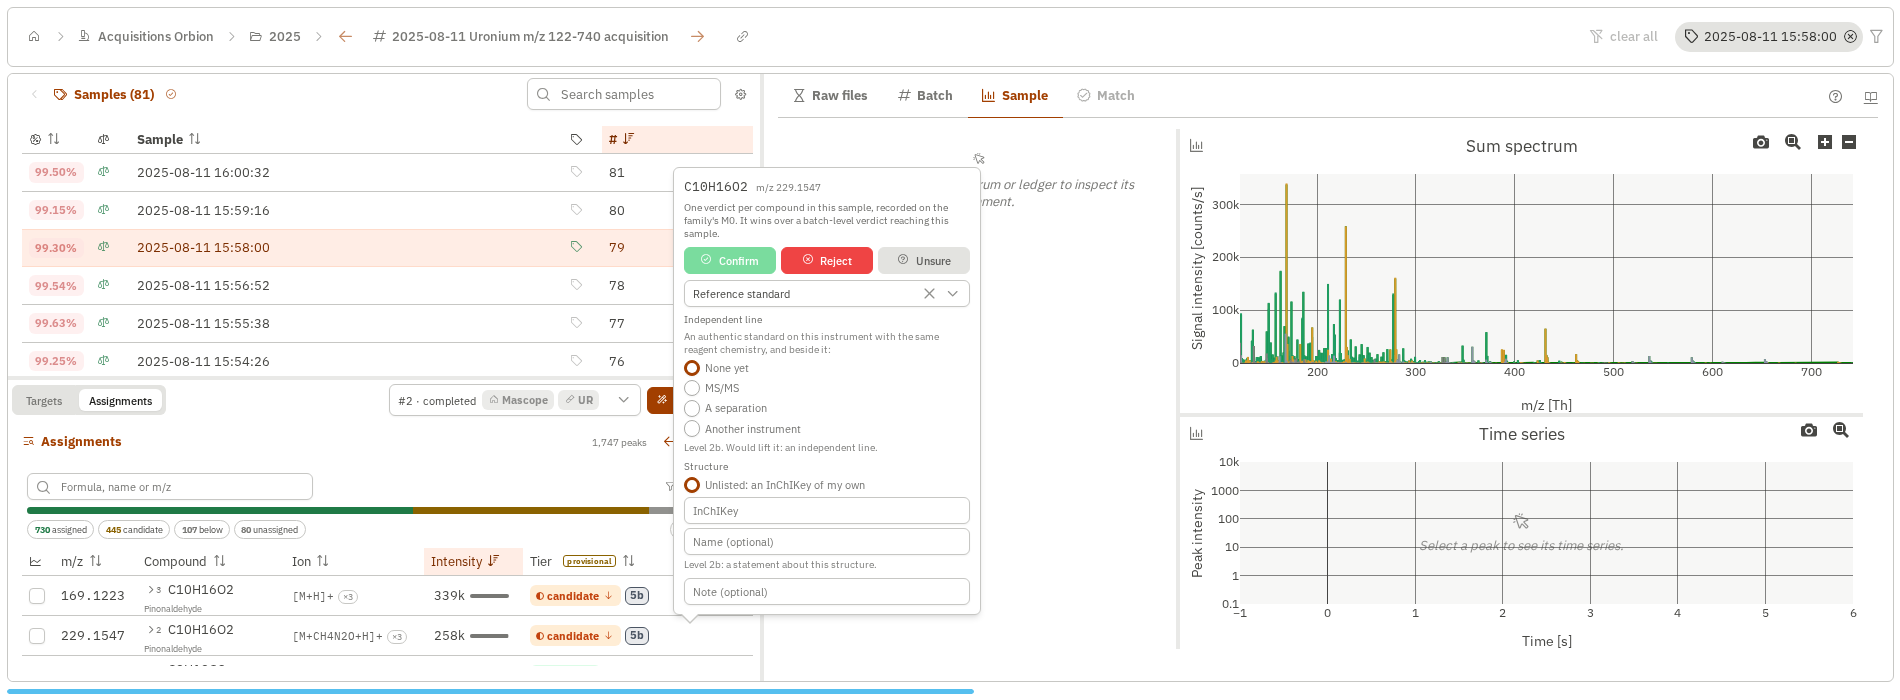 Acquisitions Orbion
2025
2025-08-11 Uronium m/z 122-740 acquisition
clear all
2025-08-11 15:58:00
Samples (81)
Search samples
Sample
#
99.50% 2025-08-11 16:00:32 81
99.15% 2025-08-11 15:59:16 80
99.30% 2025-08-11 15:58:00 79
99.54% 2025-08-11 15:56:52 78
99.63% 2025-08-11 15:55:38 77
99.25% 2025-08-11 15:54:26 76
Targets Assignments
#2 · completed Mascope UR
Assignments
1,747 peaks
Formula, name or m/z
730 assigned 445 candidate 107 below 80 unassigned
m/z Compound Ion Intensity Tier provisional
169.1223 3 C10H16O2 [M+H]+ ×3 339k candidate 5b
Pinonaldehyde
229.1547 2 C10H16O2 [M+CH4N2O+H]+ ×3 258k candidate 5b
Pinonaldehyde
C10H16O2 m/z 229.1547
One verdict per compound in this sample, recorded on the
family's M0. It wins over a batch-level verdict reaching this
sample.
Confirm Reject Unsure
Reference standard
Independent line
An authentic standard on this instrument with the same
reagent chemistry, and beside it:
None yet
MS/MS
A separation
Another instrument
Level 2b. Would lift it: an independent line.
Structure
Unlisted: an InChIKey of my own
InChIKey
Name (optional)
Level 2b: a statement about this structure.
Note (optional)
Raw files Batch Sample Match
or ledger to inspect its
Sum spectrum
Signal intensity [counts/s]
300k
200k
100k
0
200 300 400 500 600 700
m/z [Th]
Time series
Peak intensity
10k
1000
100
10
1
0.1
Select a peak to see its time series.
−1 0 1 2 3 4 5 6
Time [s]